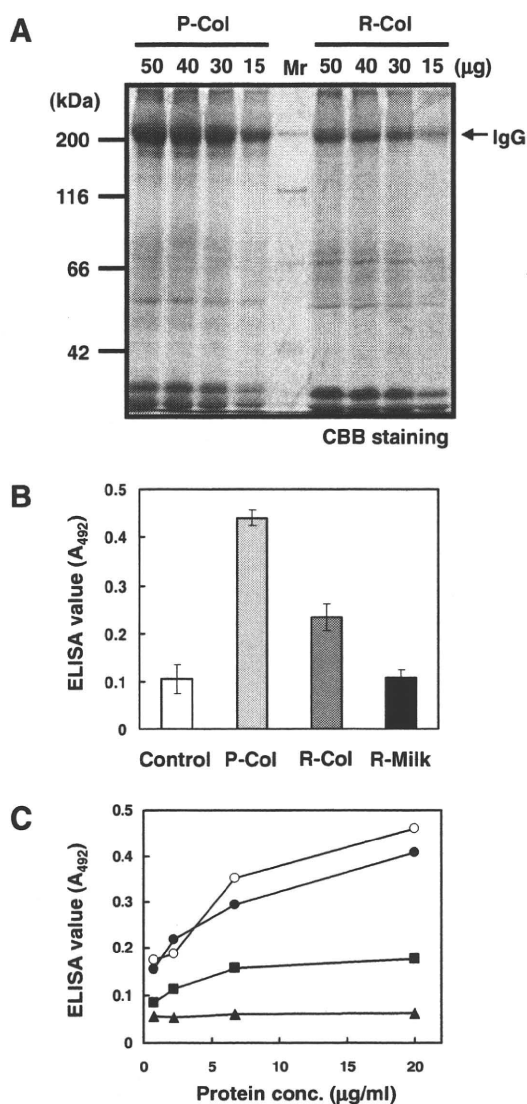 A
P-Col R-Col
50 40 30 15 Mr 50 40 30 15 (μg)
(kDa)
200
IgG
116
66
42
CBB staining
B
ELISA value (A492)
0.5
0.4
0.3
0.2
0.1
0
Control P-Col R-Col R-Milk
C
ELISA value (A492)
0.5
0.4
0.3
0.2
0.1
0
0 5 10 15 20
Protein conc. (μg/ml)